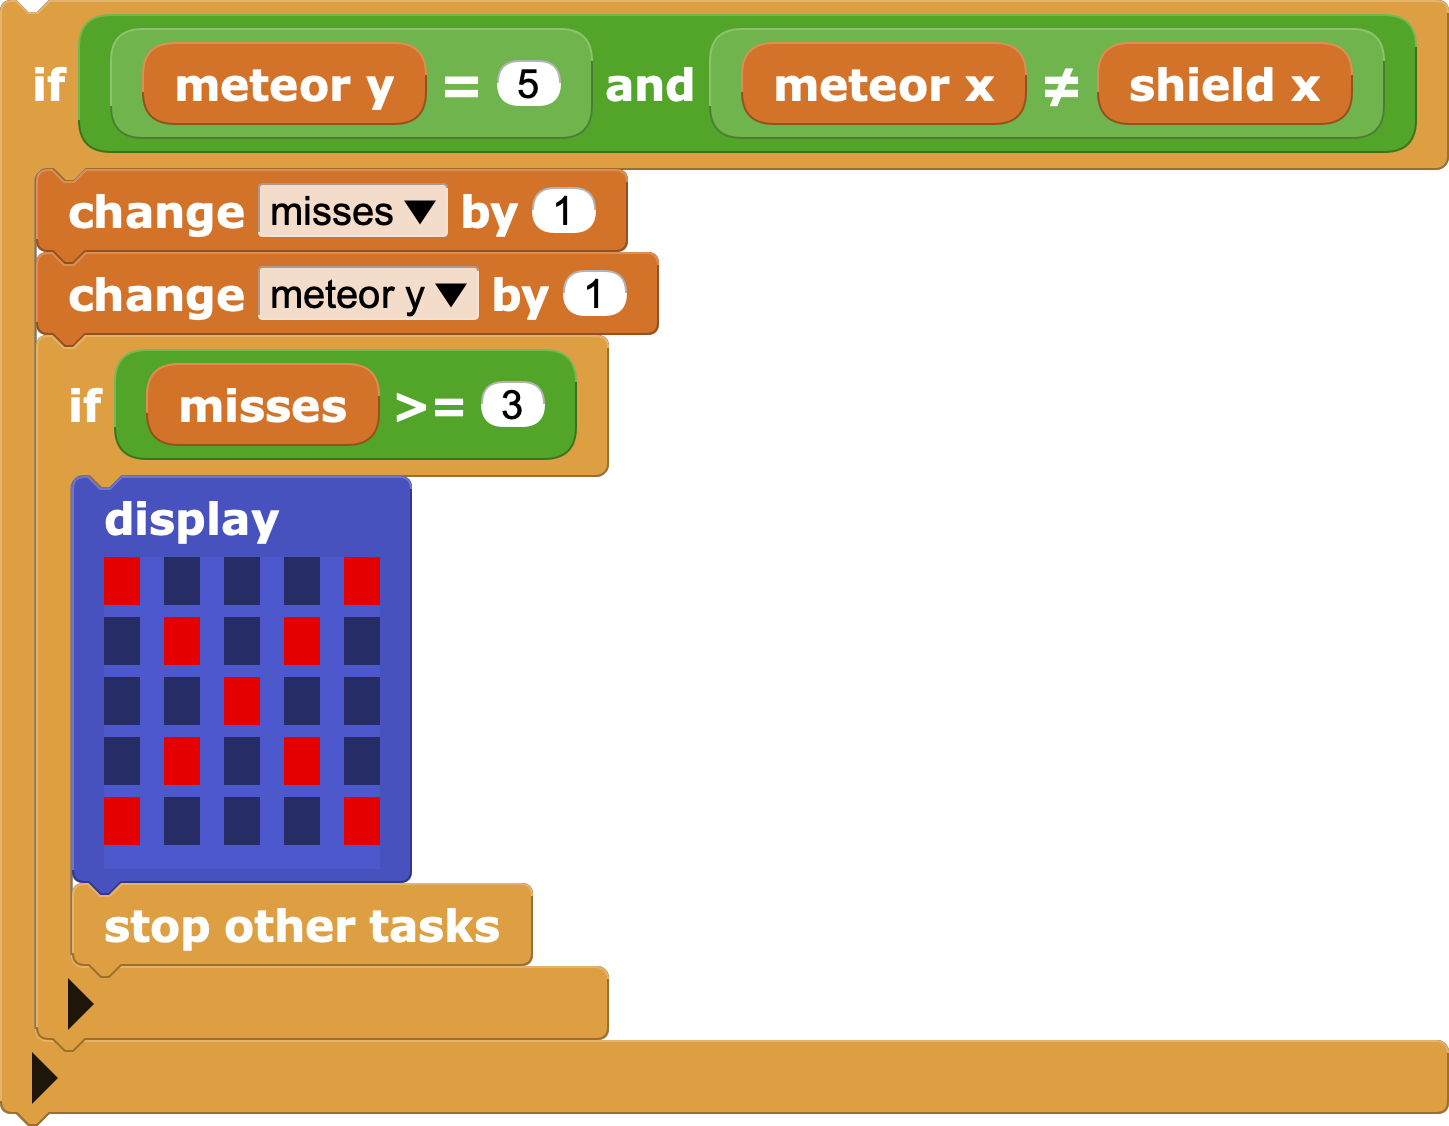 if meteor y = 5 and meteor x ≠ shield x
change misses by 1
change meteor y by 1
if misses >= 3
display
stop other tasks